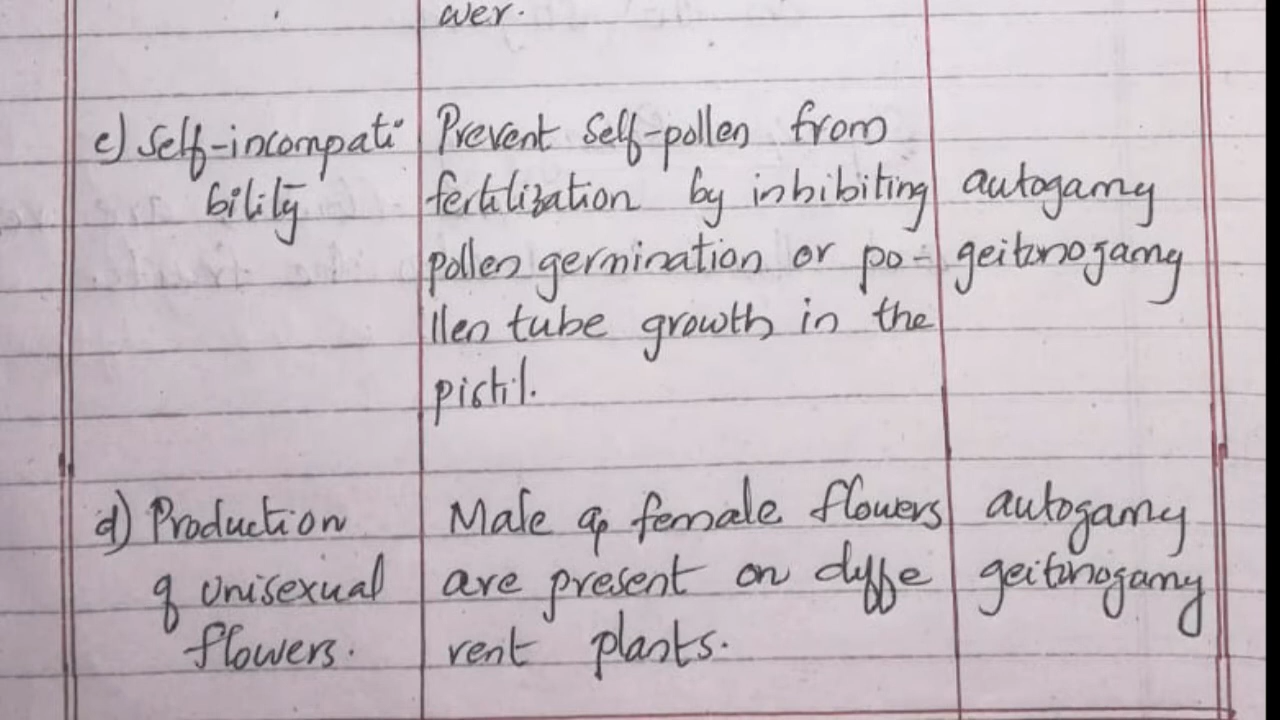 wer.
c) Self-incompati
bility
Prevent self-pollen from
fertilization by inhibiting
pollen germination or po-
llen tube growth in the
pistil.
autogamy
geitonogamy
d) Production
of unisexual
flowers.
Male & female flowers
are present on diffe
rent plants.
autogamy
geitonogamy